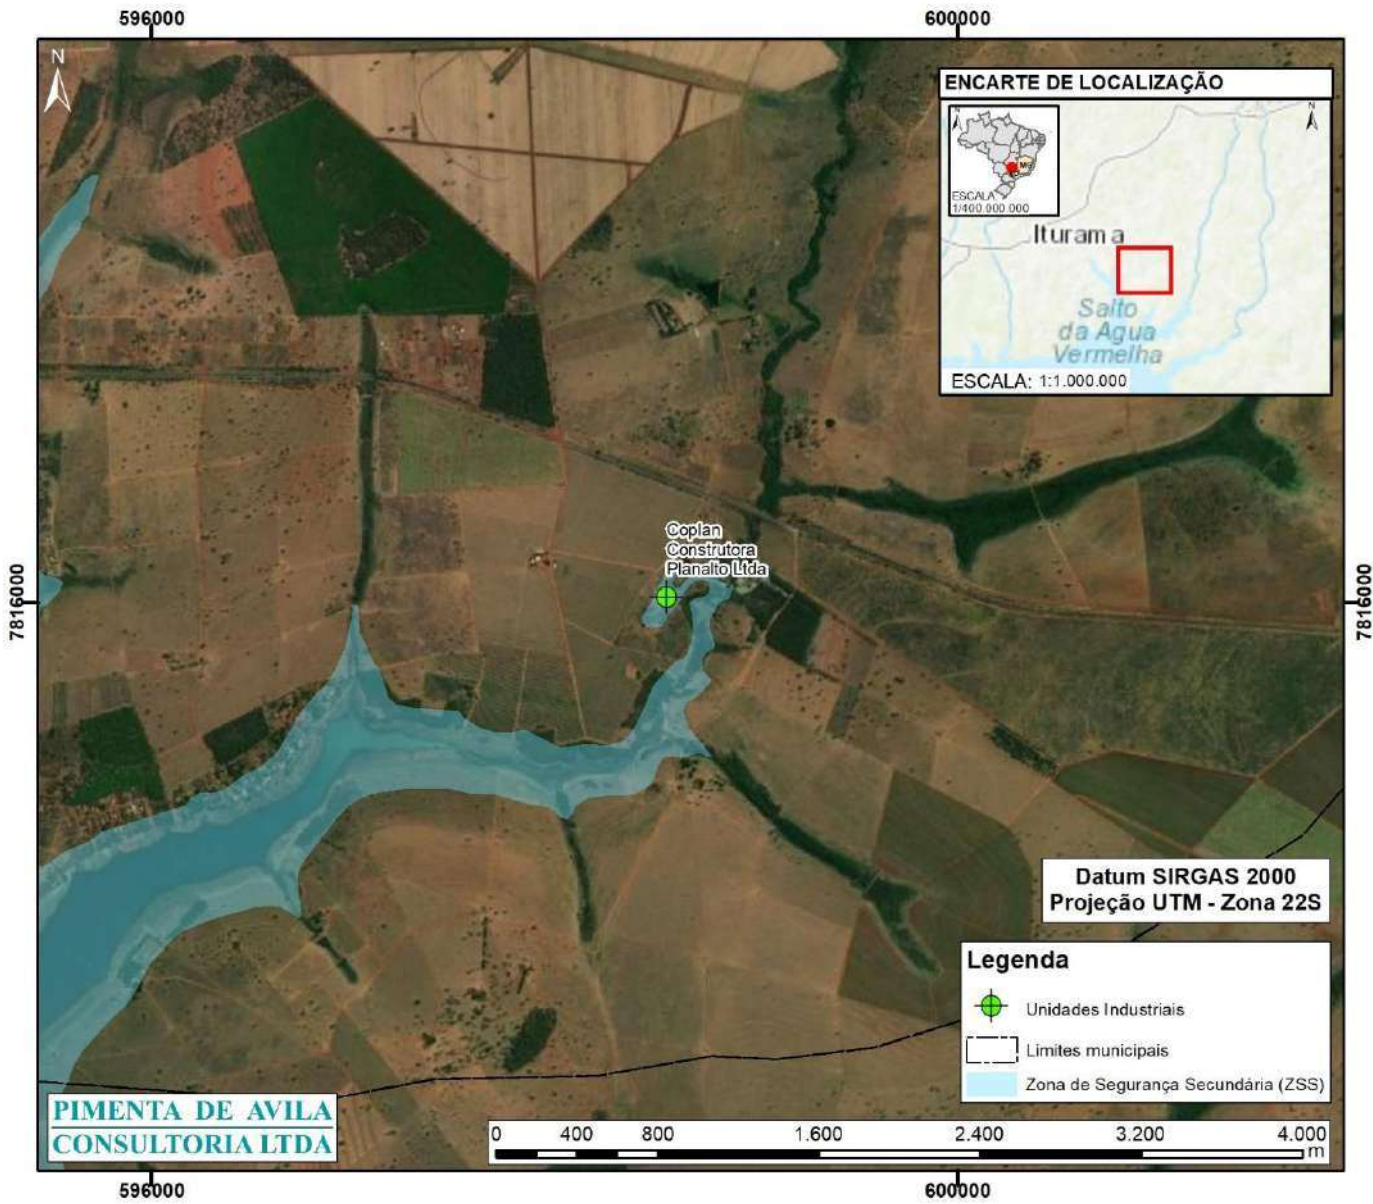 596000
600000
N
ENCARTE DE LOCALIZAÇÃO
N
N
MG
ESCALA
1/400.000.000
Iturama
Salto
da Agua
Vermelha
ESCALA: 1:1.000.000
Coplan
Construtora
Planalto Ltda
7816000
7816000
Datum SIRGAS 2000
Projeção UTM - Zona 22S
Legenda
Unidades Industriais
Limites municipais
Zona de Segurança Secundária (ZSS)
PIMENTA DE AVILA
CONSULTORIA LTDA
0 400 800 1.600 2.400 3.200 4.000
m
596000
600000